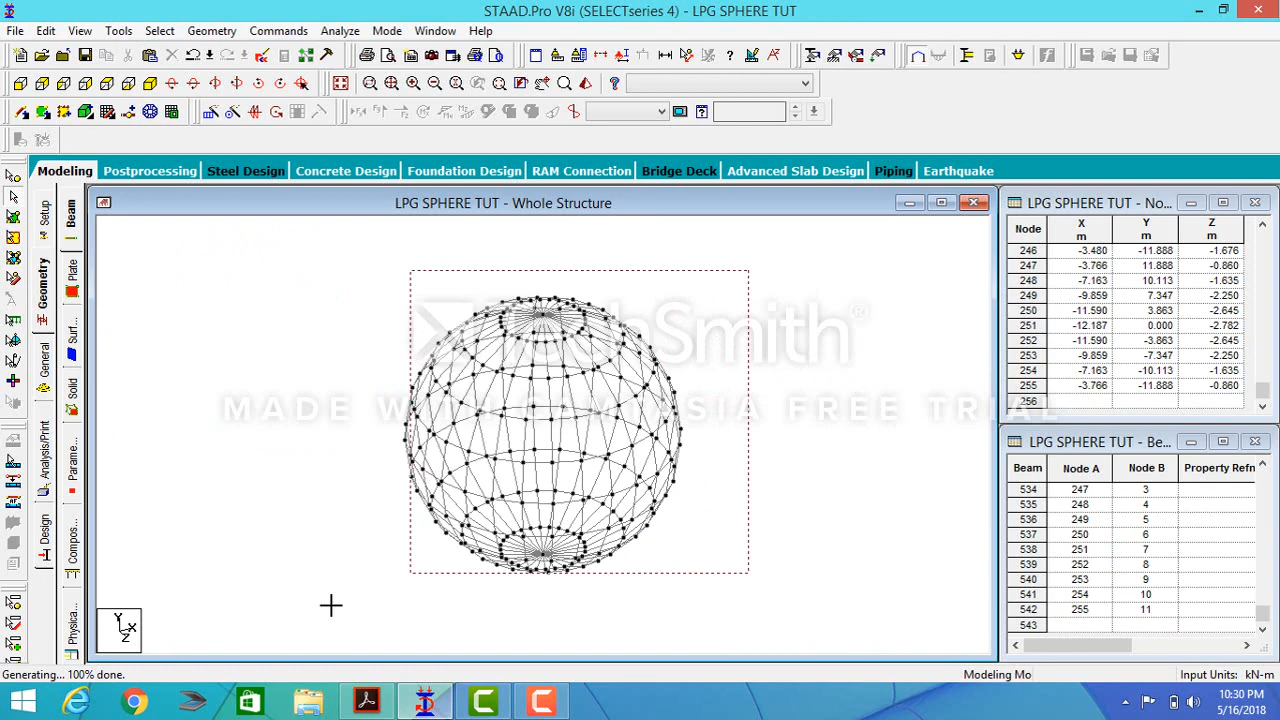 STAAD.Pro V8i (SELECTseries 4) - LPG SPHERE TUT
File Edit View Tools Select Geometry Commands Analyze Mode Window Help
Modeling Postprocessing Steel Design Concrete Design Foundation Design RAM Connection Bridge Deck Advanced Slab Design Piping Earthquake
Setup
Geometry
General
Analysis/Print
Design
Beam
Plate
Surf...
Solid
Parame...
Compos...
Physica...
LPG SPHERE TUT - Whole Structure
TechSmith®
MADE WITH CAMTASIA FREE TRIAL
Y
X
Z
LPG SPHERE TUT - No...
Node X m Y m Z m
246 -3.480 -11.888 -1.676
247 -3.766 11.888 -0.860
248 -7.163 10.113 -1.635
249 -9.859 7.347 -2.250
250 -11.590 3.863 -2.645
251 -12.187 0.000 -2.782
252 -11.590 -3.863 -2.645
253 -9.859 -7.347 -2.250
254 -7.163 -10.113 -1.635
255 -3.766 -11.888 -0.860
256
LPG SPHERE TUT - Be...
Beam Node A Node B Property Refn
534 247 3
535 248 4
536 249 5
537 250 6
538 251 7
539 252 8
540 253 9
541 254 10
542 255 11
543
Generating... 100% done.
Modeling Mo
Input Units: kN-m
10:30 PM
5/16/2018